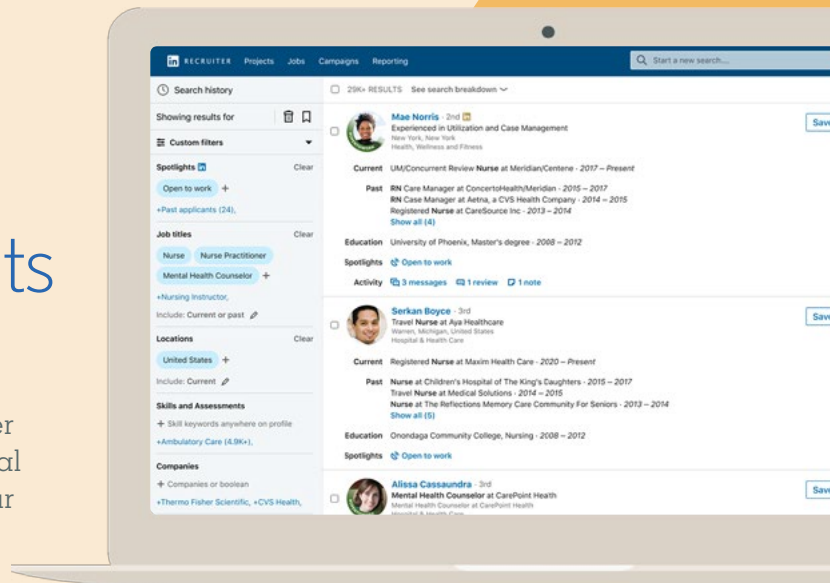 ts
er
al
ur
in RECRUITER Projects Jobs Campaigns Reporting
Start a new search....
Search history
Showing results for
Custom filters
Spotlights in Clear
Open to work +
+Past applicants (24),
Job titles Clear
Nurse Nurse Practitioner
Mental Health Counselor +
+Nursing Instructor,
Include: Current or past
Locations Clear
United States +
Include: Current
Skills and Assessments
+ Skill keywords anywhere on profile
+Ambulatory Care (4.9K+),
Companies
+ Companies or boolean
+Thermo Fisher Scientific, +CVS Health,
29K+ RESULTS See search breakdown
Mae Norris · 2nd in
Save
Experienced in Utilization and Case Management
New York, New York
Health, Wellness and Fitness
Current UM/Concurrent Review Nurse at Meridian/Centene · 2017 – Present
Past RN Care Manager at ConcertoHealth/Meridian · 2015 – 2017
RN Case Manager at Aetna, a CVS Health Company · 2014 – 2015
Registered Nurse at CareSource Inc · 2013 – 2014
Show all (4)
Education University of Phoenix, Master's degree · 2008 – 2012
Spotlights Open to work
Activity 3 messages 1 review 1 note
Serkan Boyce · 3rd
Save
Travel Nurse at Aya Healthcare
Warren, Michigan, United States
Hospital & Health Care
Current Registered Nurse at Maxim Health Care · 2020 – Present
Past Nurse at Children's Hospital of The King's Daughters · 2015 – 2017
Travel Nurse at Medical Solutions · 2014 – 2015
Nurse at The Reflections Memory Care Community For Seniors · 2013 – 2014
Show all (5)
Education Onondaga Community College, Nursing · 2008 – 2012
Spotlights Open to work
Alissa Cassaundra · 3rd
Save
Mental Health Counselor at CarePoint Health
Mental Health Counselor at CarePoint Health
Hospital & Health Care